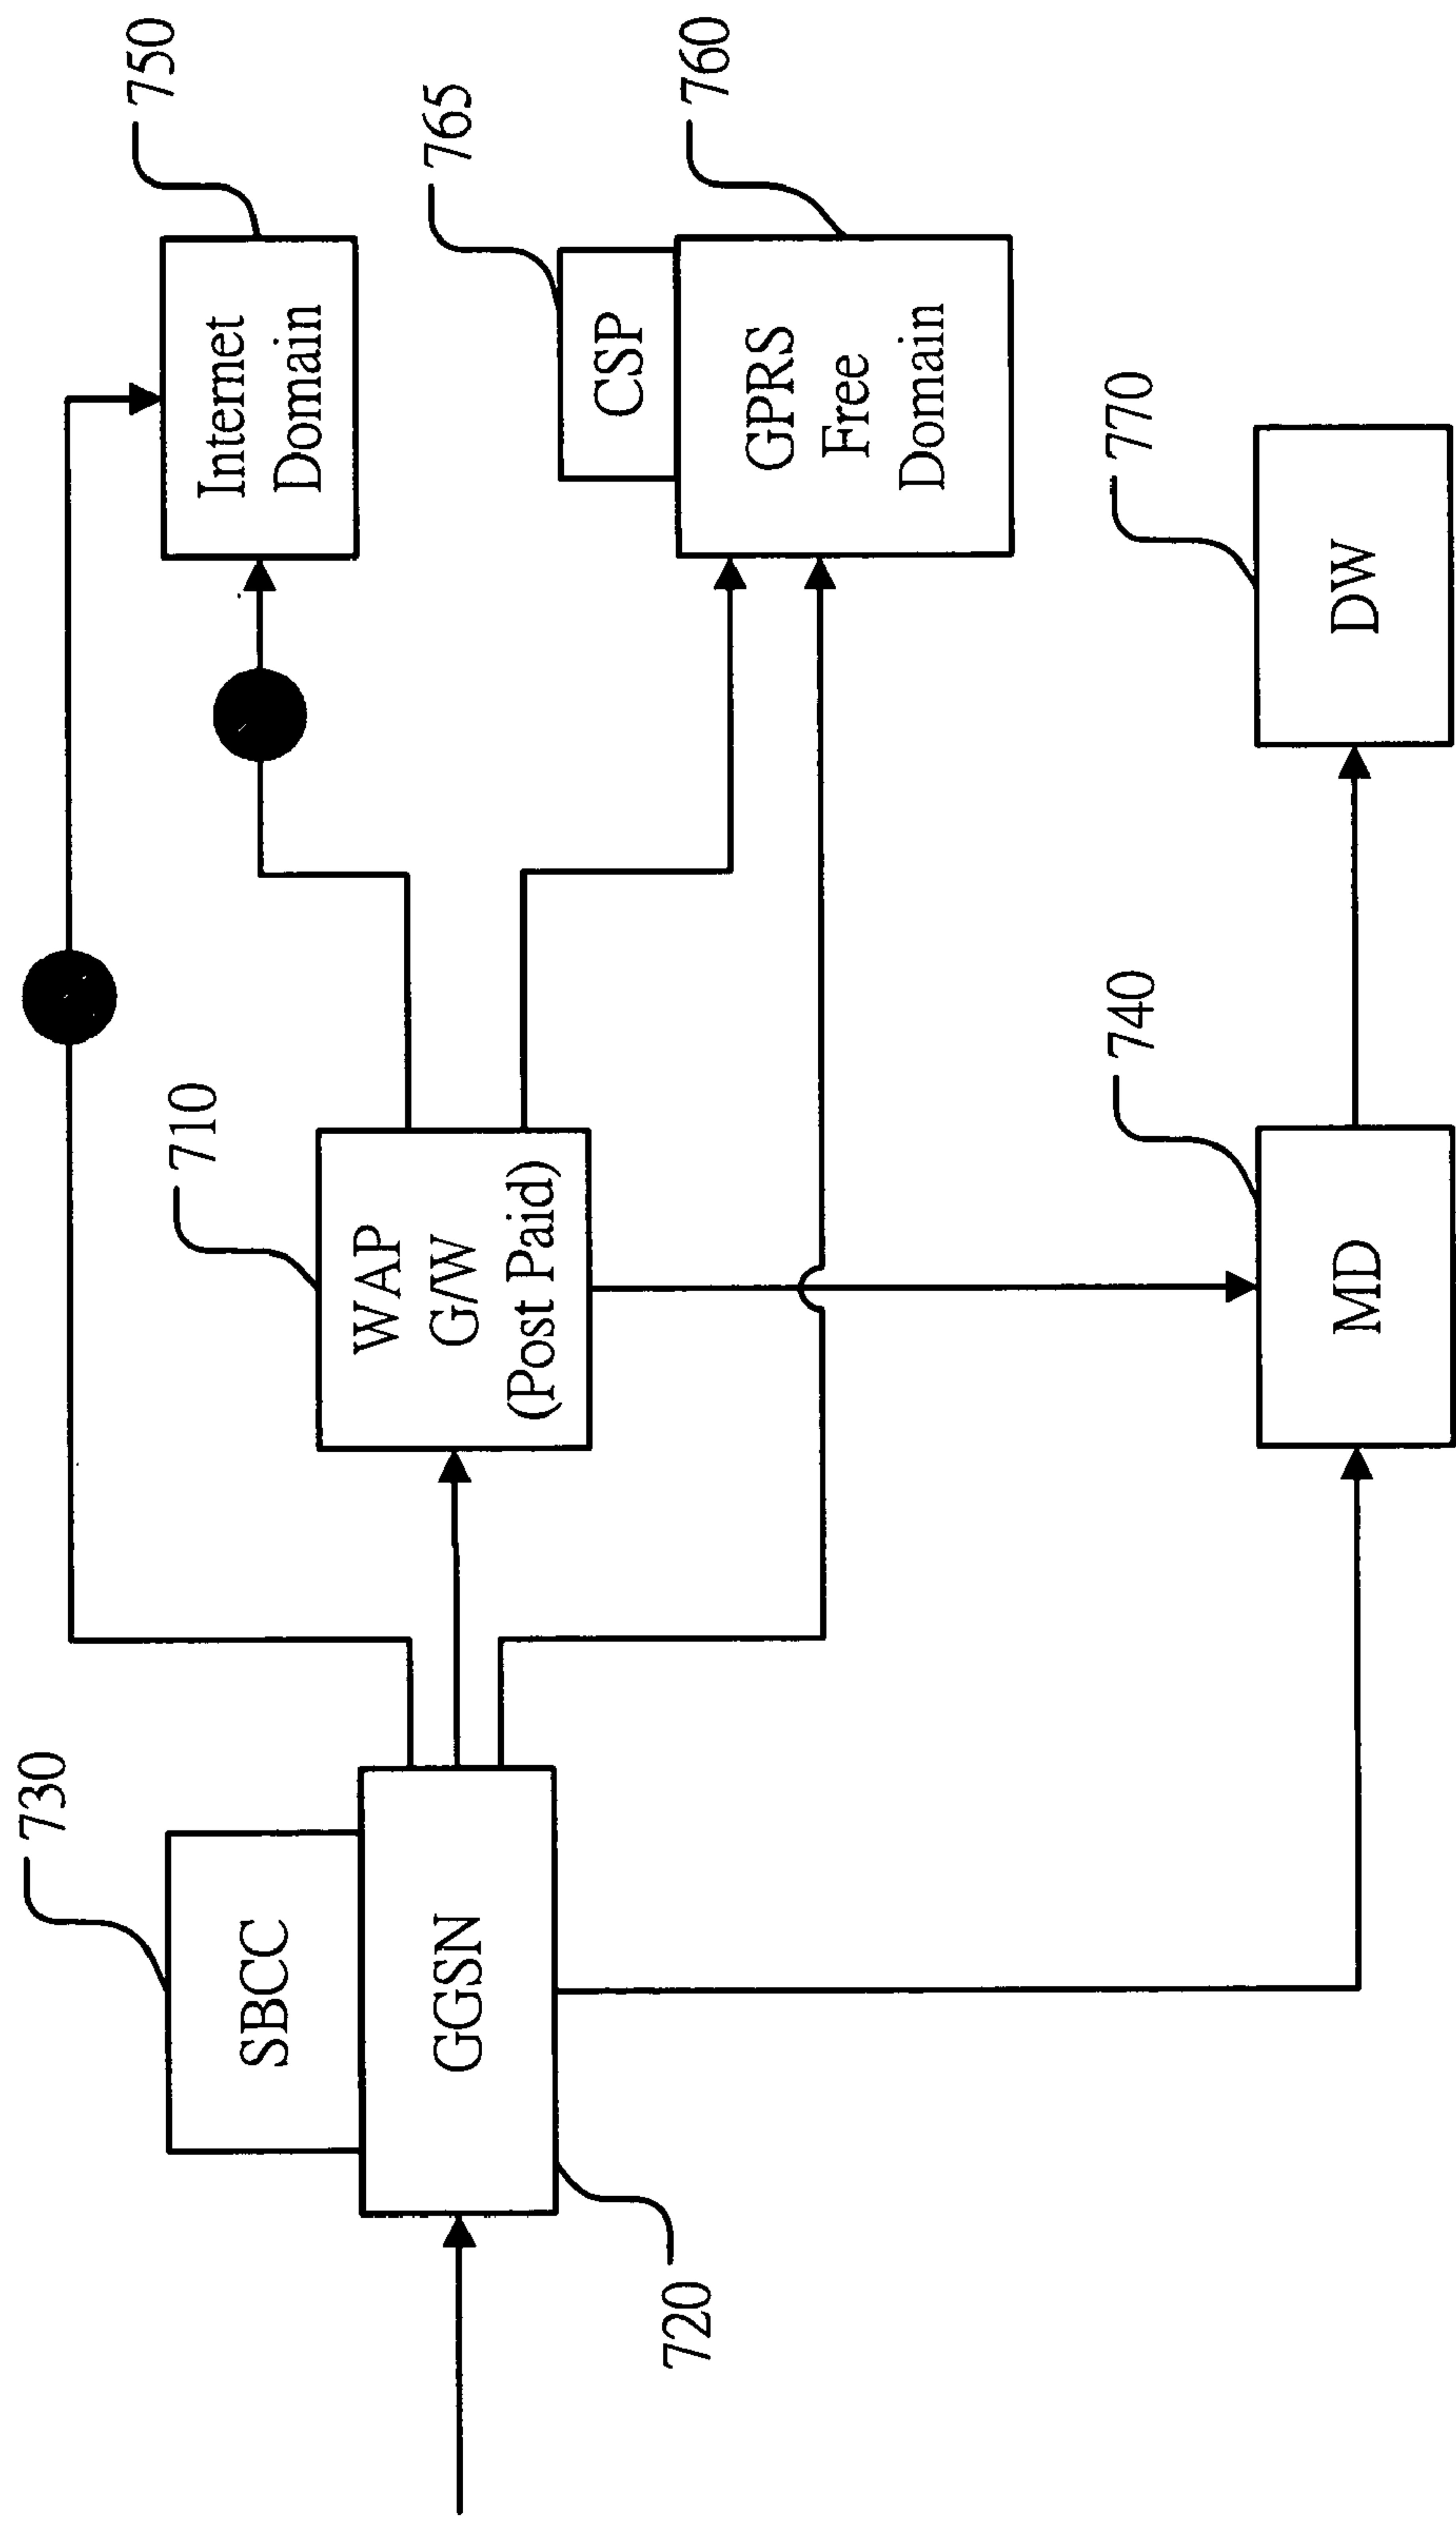 730
SBCC
GGSN
720
710
WAP
G/W
(Post Paid)
750
Internet
Domain
765
CSP
760
GPRS
Free
Domain
740
MD
770
DW